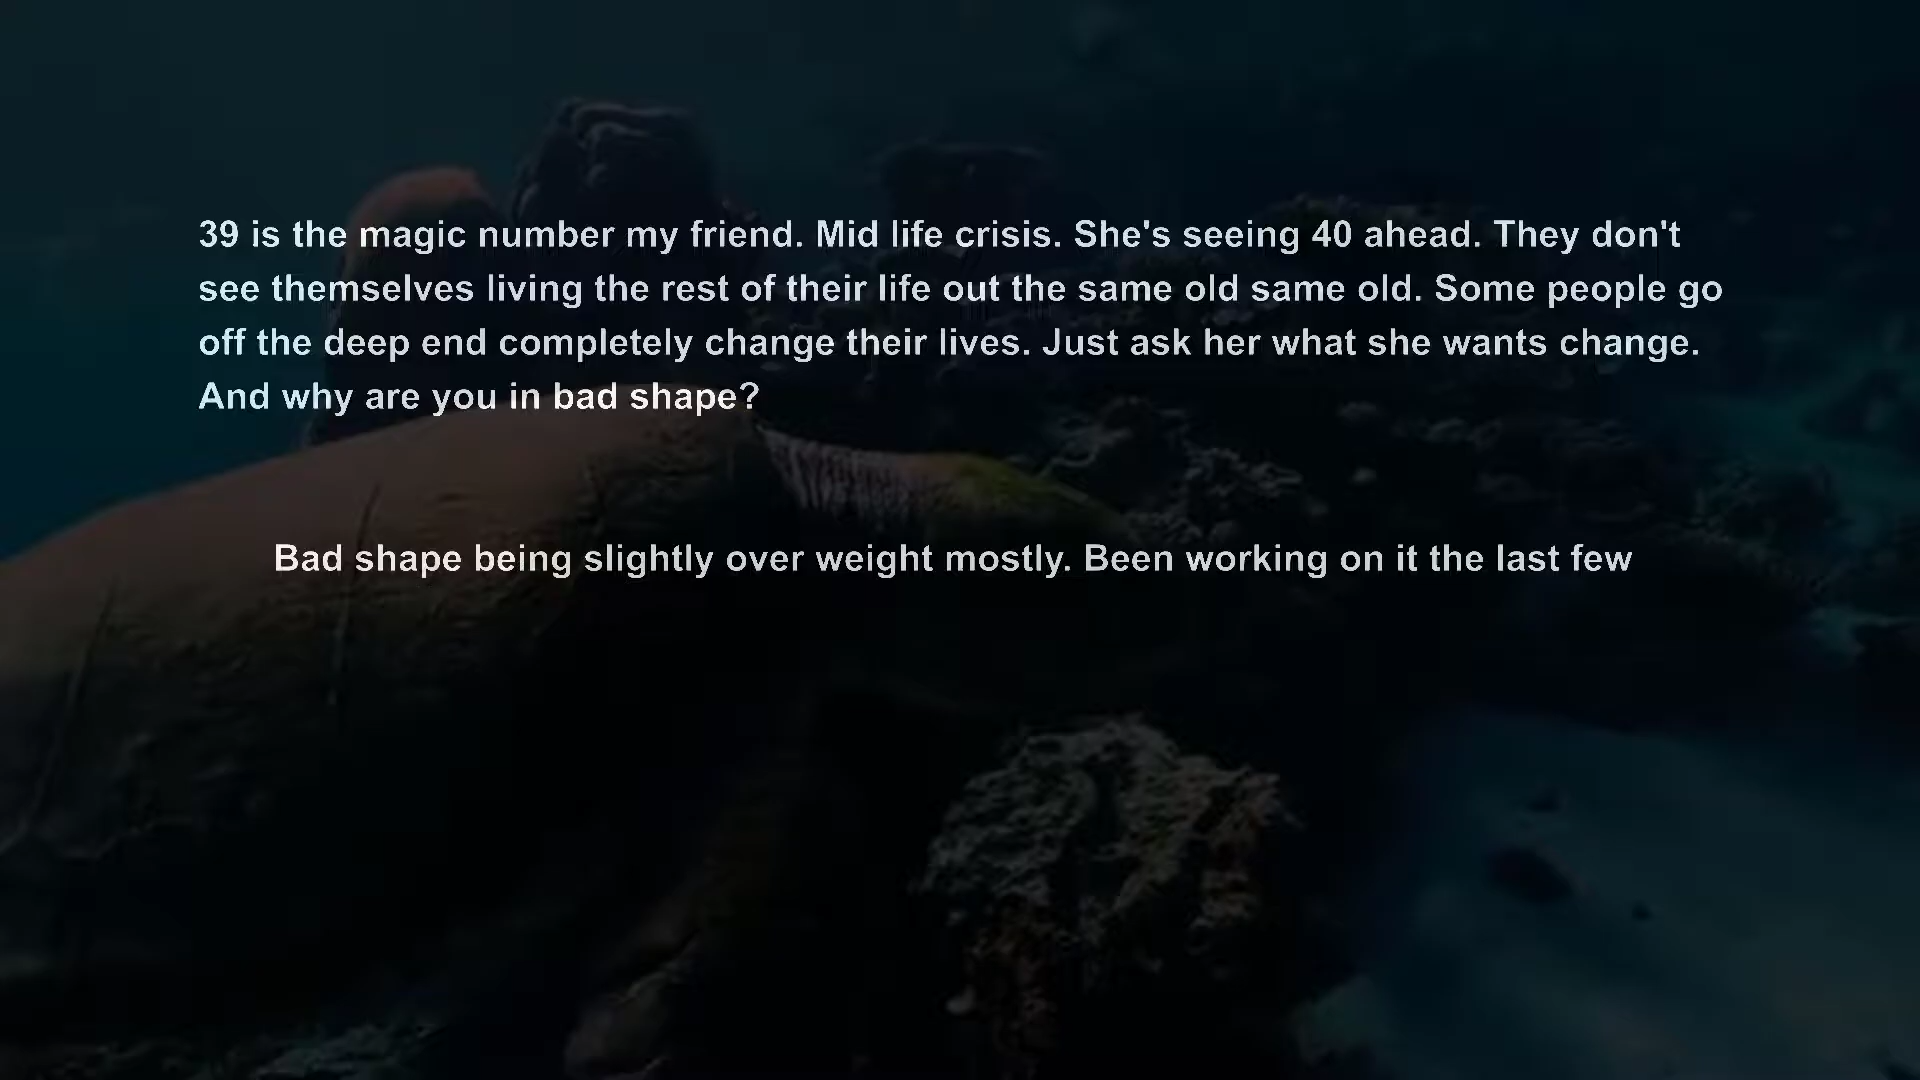 39 is the magic number my friend. Mid life crisis. She's seeing 40 ahead. They don't
see themselves living the rest of their life out the same old same old. Some people go
off the deep end completely change their lives. Just ask her what she wants change.
And why are you in bad shape?
Bad shape being slightly over weight mostly. Been working on it the last few